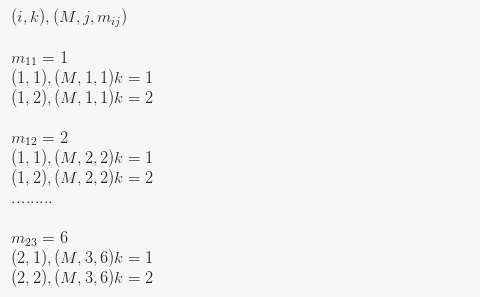 (i, k), (M, j, m_{ij})
m_{11} = 1
(1, 1), (M, 1, 1)k = 1
(1, 2), (M, 1, 1)k = 2
m_{12} = 2
(1, 1), (M, 2, 2)k = 1
(1, 2), (M, 2, 2)k = 2
.........
m_{23} = 6
(2, 1), (M, 3, 6)k = 1
(2, 2), (M, 3, 6)k = 2